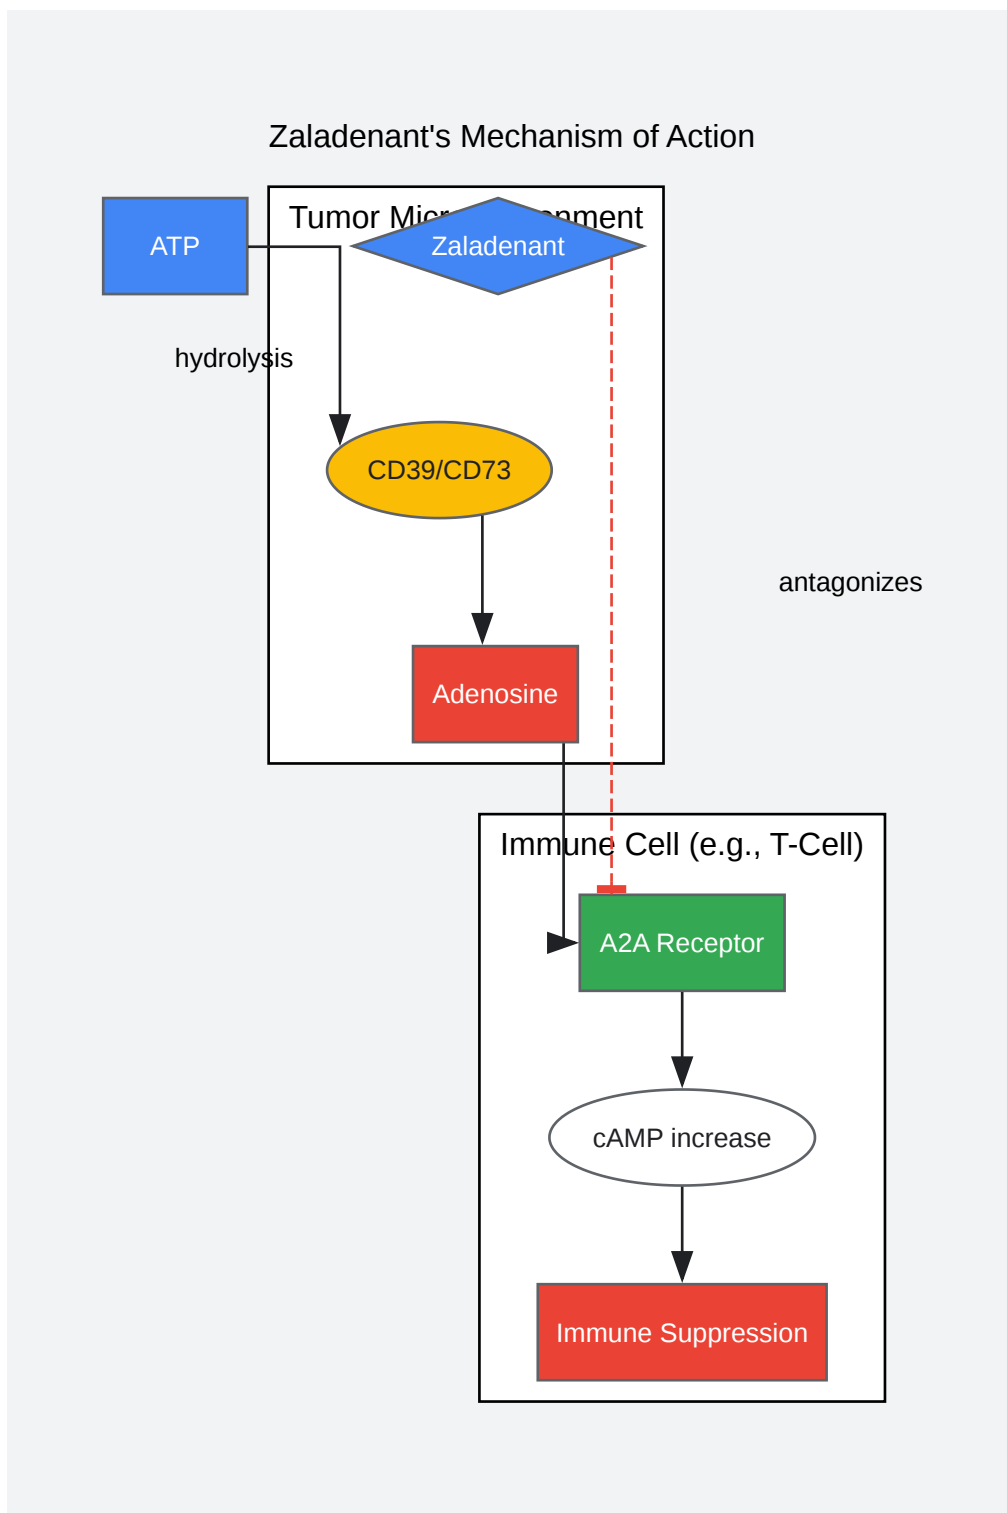 Zaladenant's Mechanism of Action
Tumor
ATP
Zaladenant
hydrolysis
CD39/CD73
antagonizes
Adenosine
Immune Cell (e.g., T-Cell)
A2A Receptor
cAMP increase
Immune Suppression